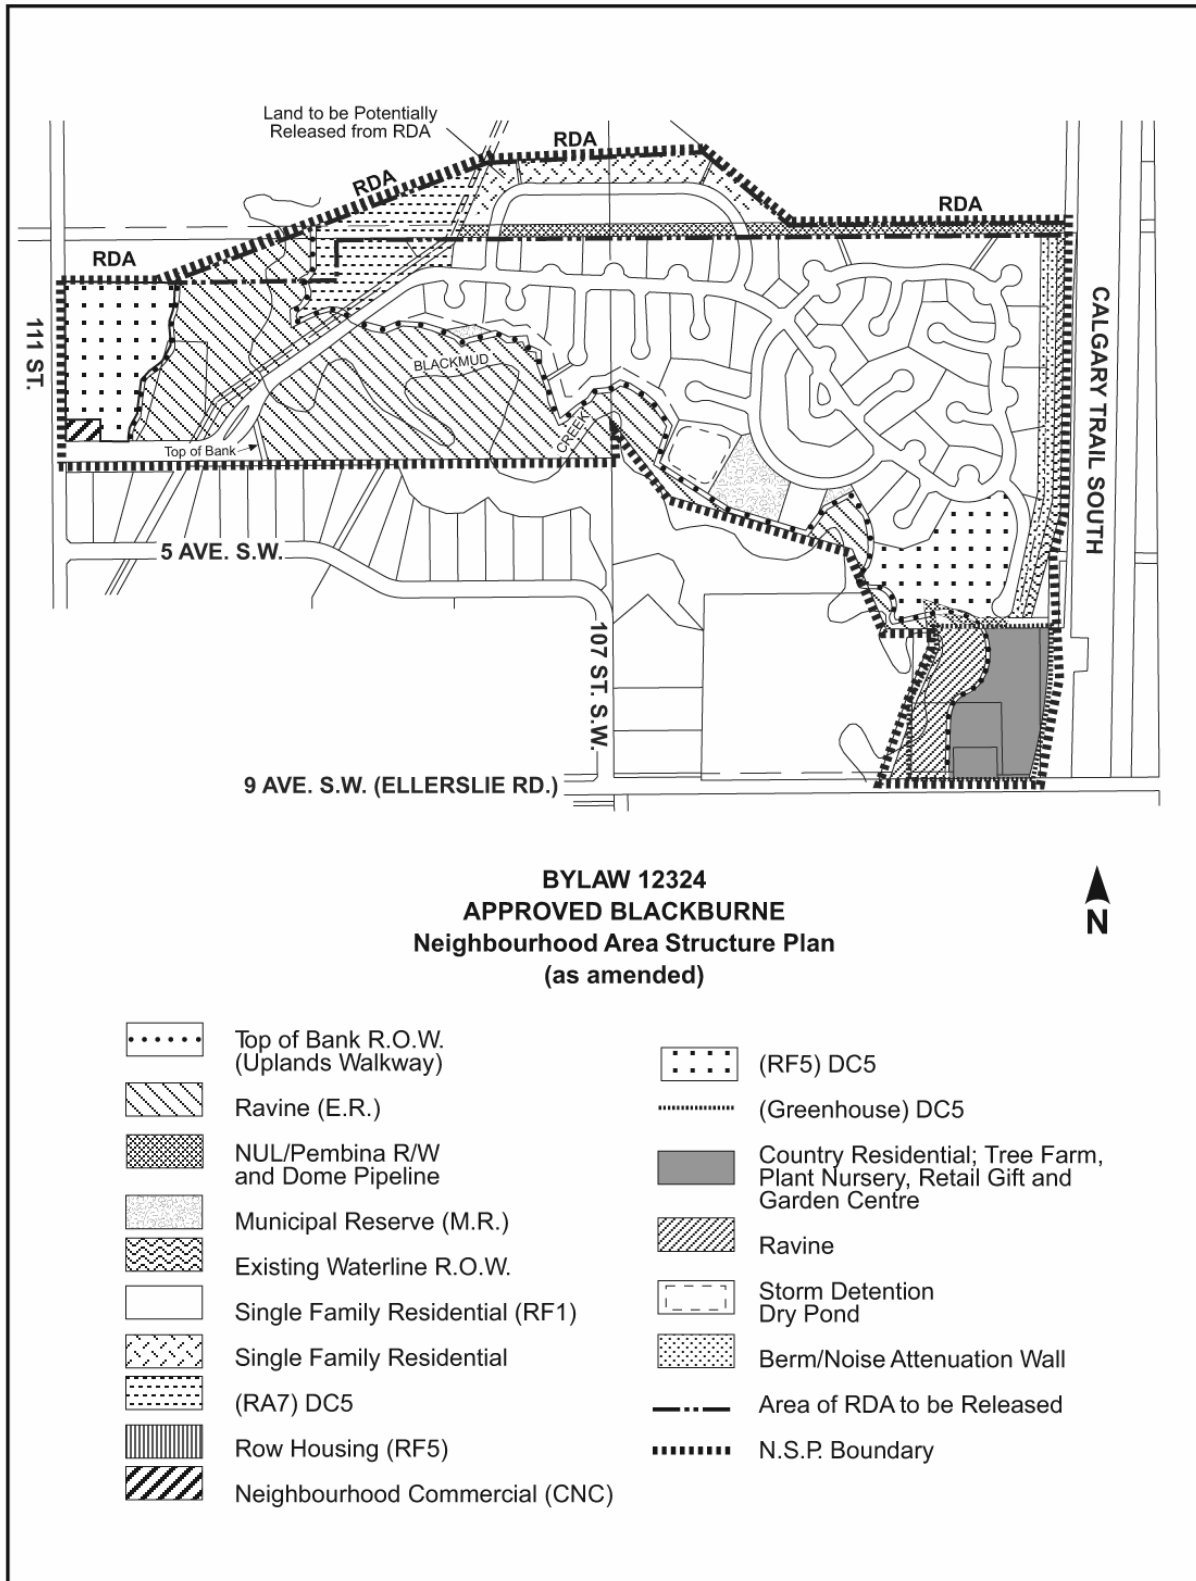 Land to be Potentially
Released from RDA
RDA
RDA
RDA
RDA
111 ST.
BLACKMUD
CREEK
Top of Bank
CALGARY TRAIL SOUTH
5 AVE. S.W.
107 ST. S.W.
9 AVE. S.W. (ELLERSLIE RD.)
BYLAW 12324
APPROVED BLACKBURNE
Neighbourhood Area Structure Plan
(as amended)
N
Top of Bank R.O.W.
(Uplands Walkway)
Ravine (E.R.)
NUL/Pembina R/W
and Dome Pipeline
Municipal Reserve (M.R.)
Existing Waterline R.O.W.
Single Family Residential (RF1)
Single Family Residential
(RA7) DC5
Row Housing (RF5)
Neighbourhood Commercial (CNC)
(RF5) DC5
(Greenhouse) DC5
Country Residential; Tree Farm,
Plant Nursery, Retail Gift and
Garden Centre
Ravine
Storm Detention
Dry Pond
Berm/Noise Attenuation Wall
Area of RDA to be Released
N.S.P. Boundary